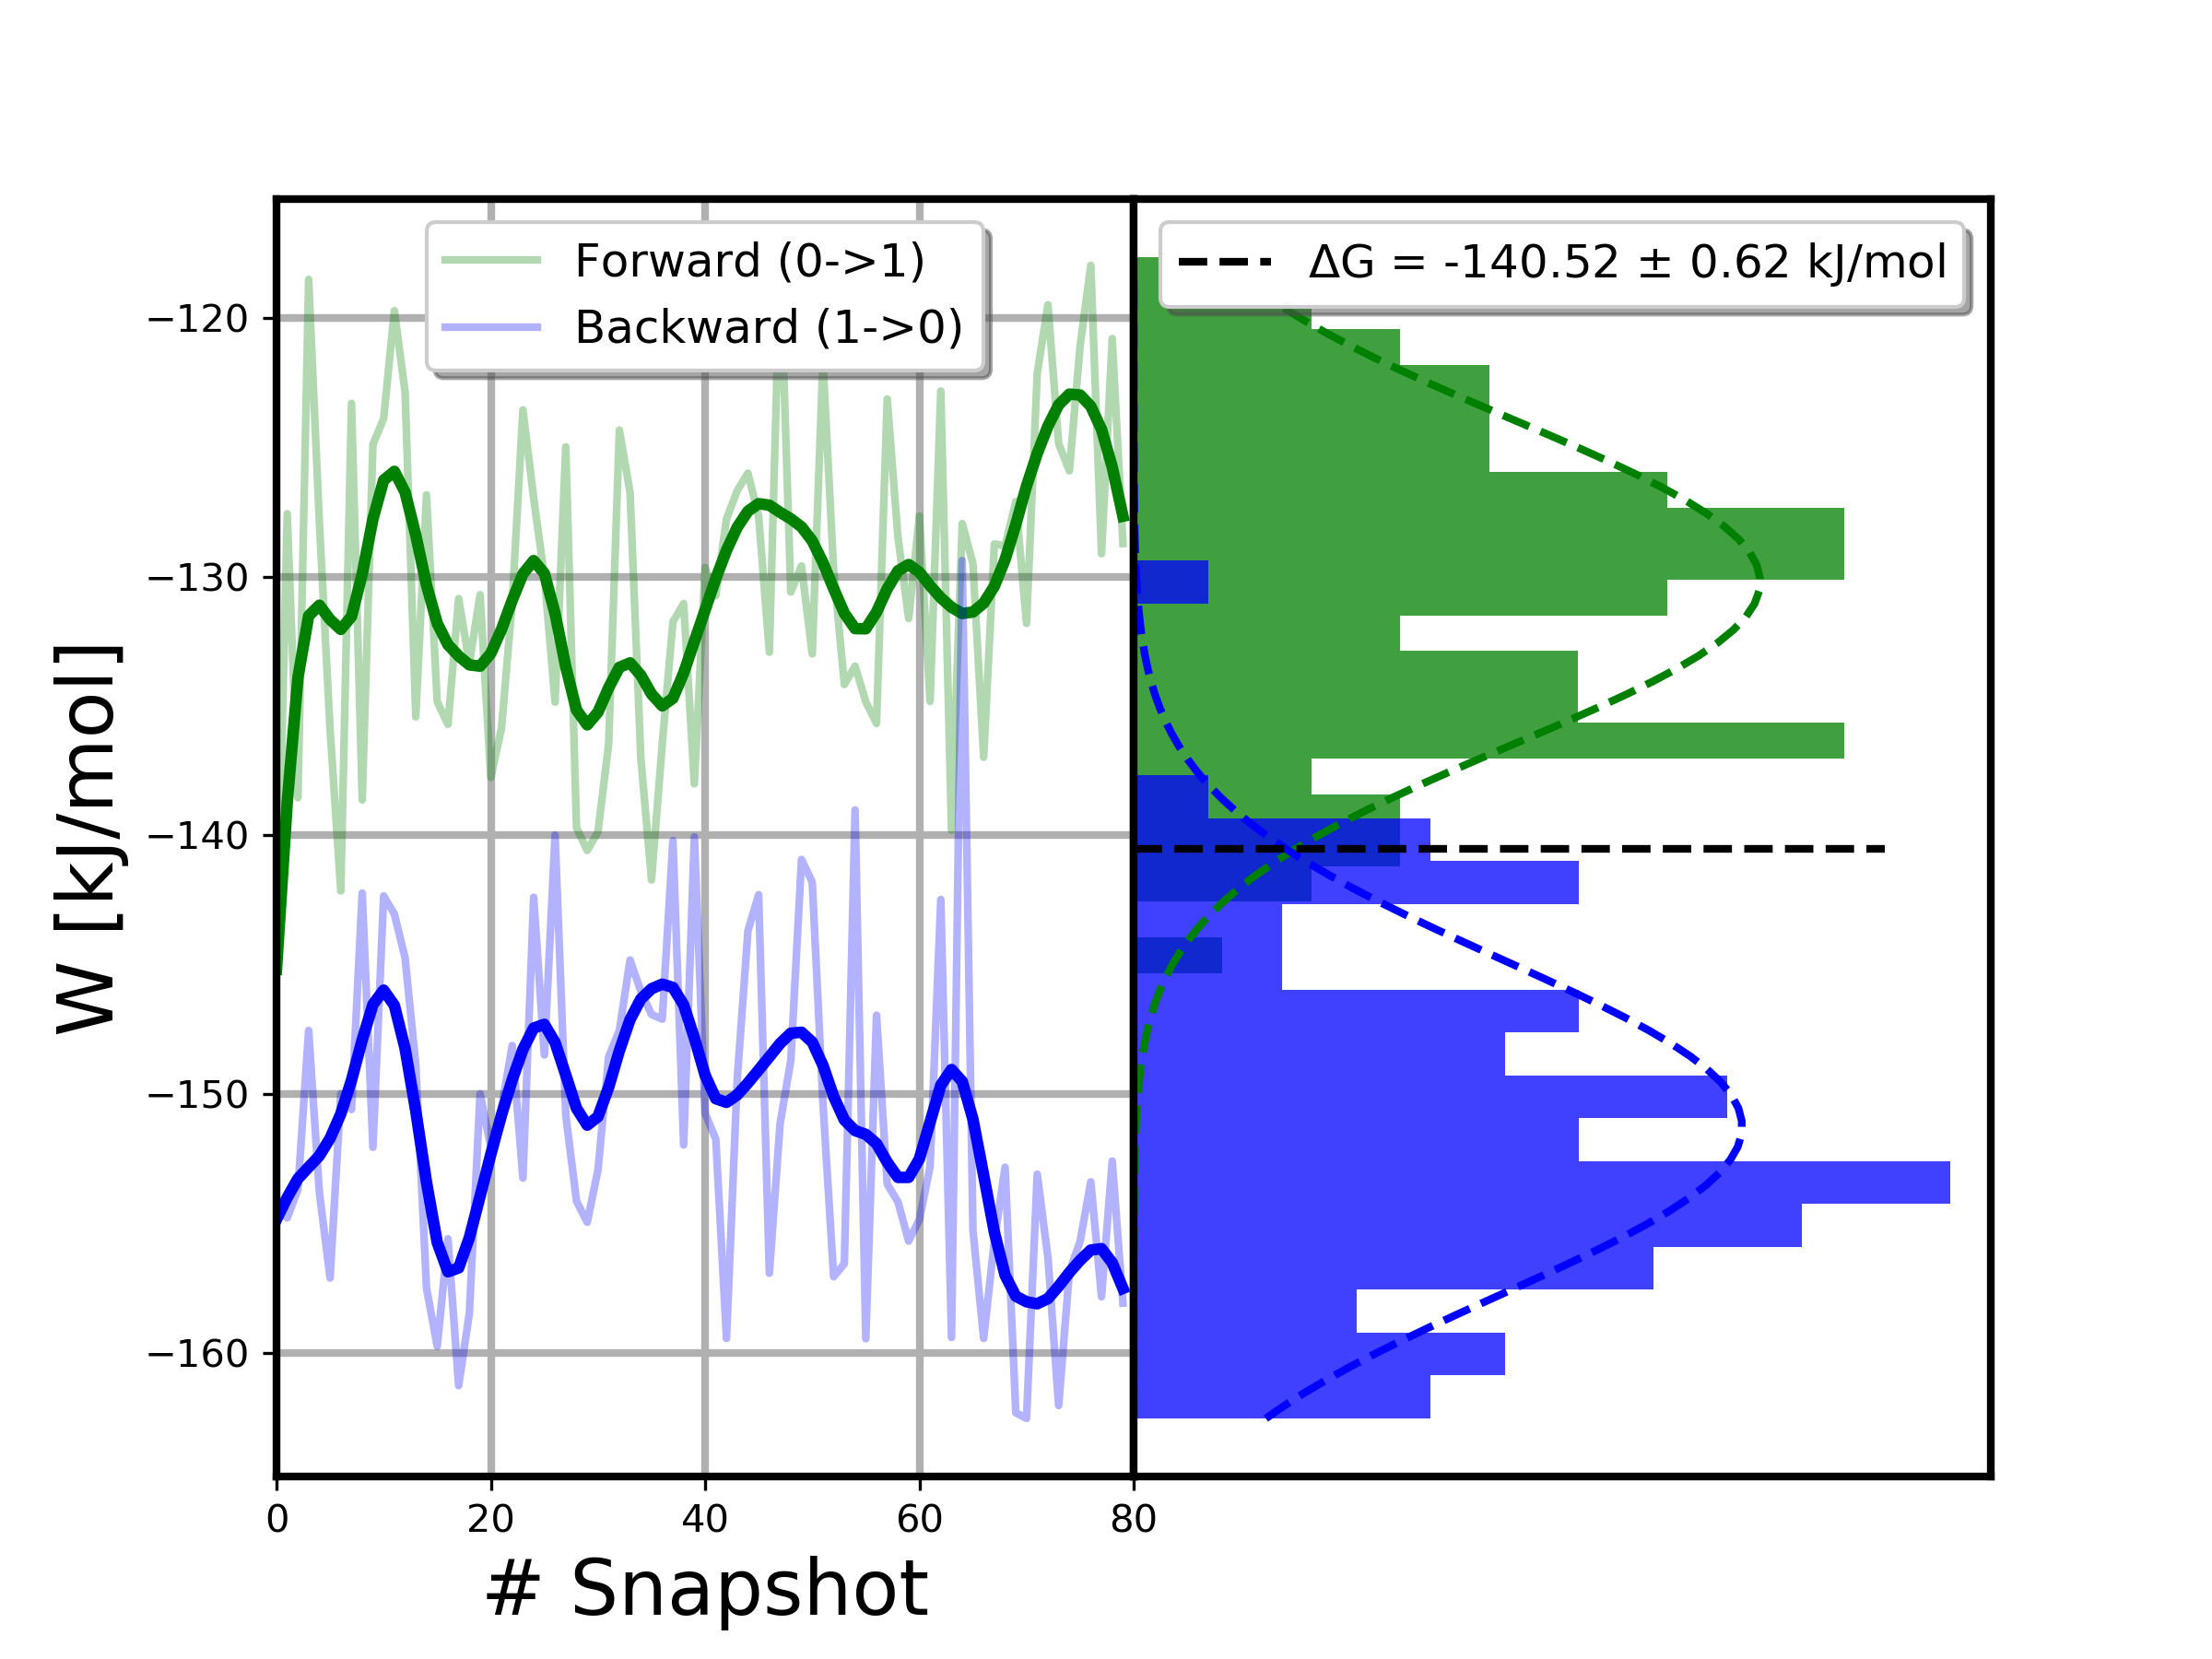 Forward (0->1)
Backward (1->0)
ΔG = -140.52 ± 0.62 kJ/mol
W [kJ/mol]
−120
−130
−140
−150
−160
0 20 40 60 80
# Snapshot